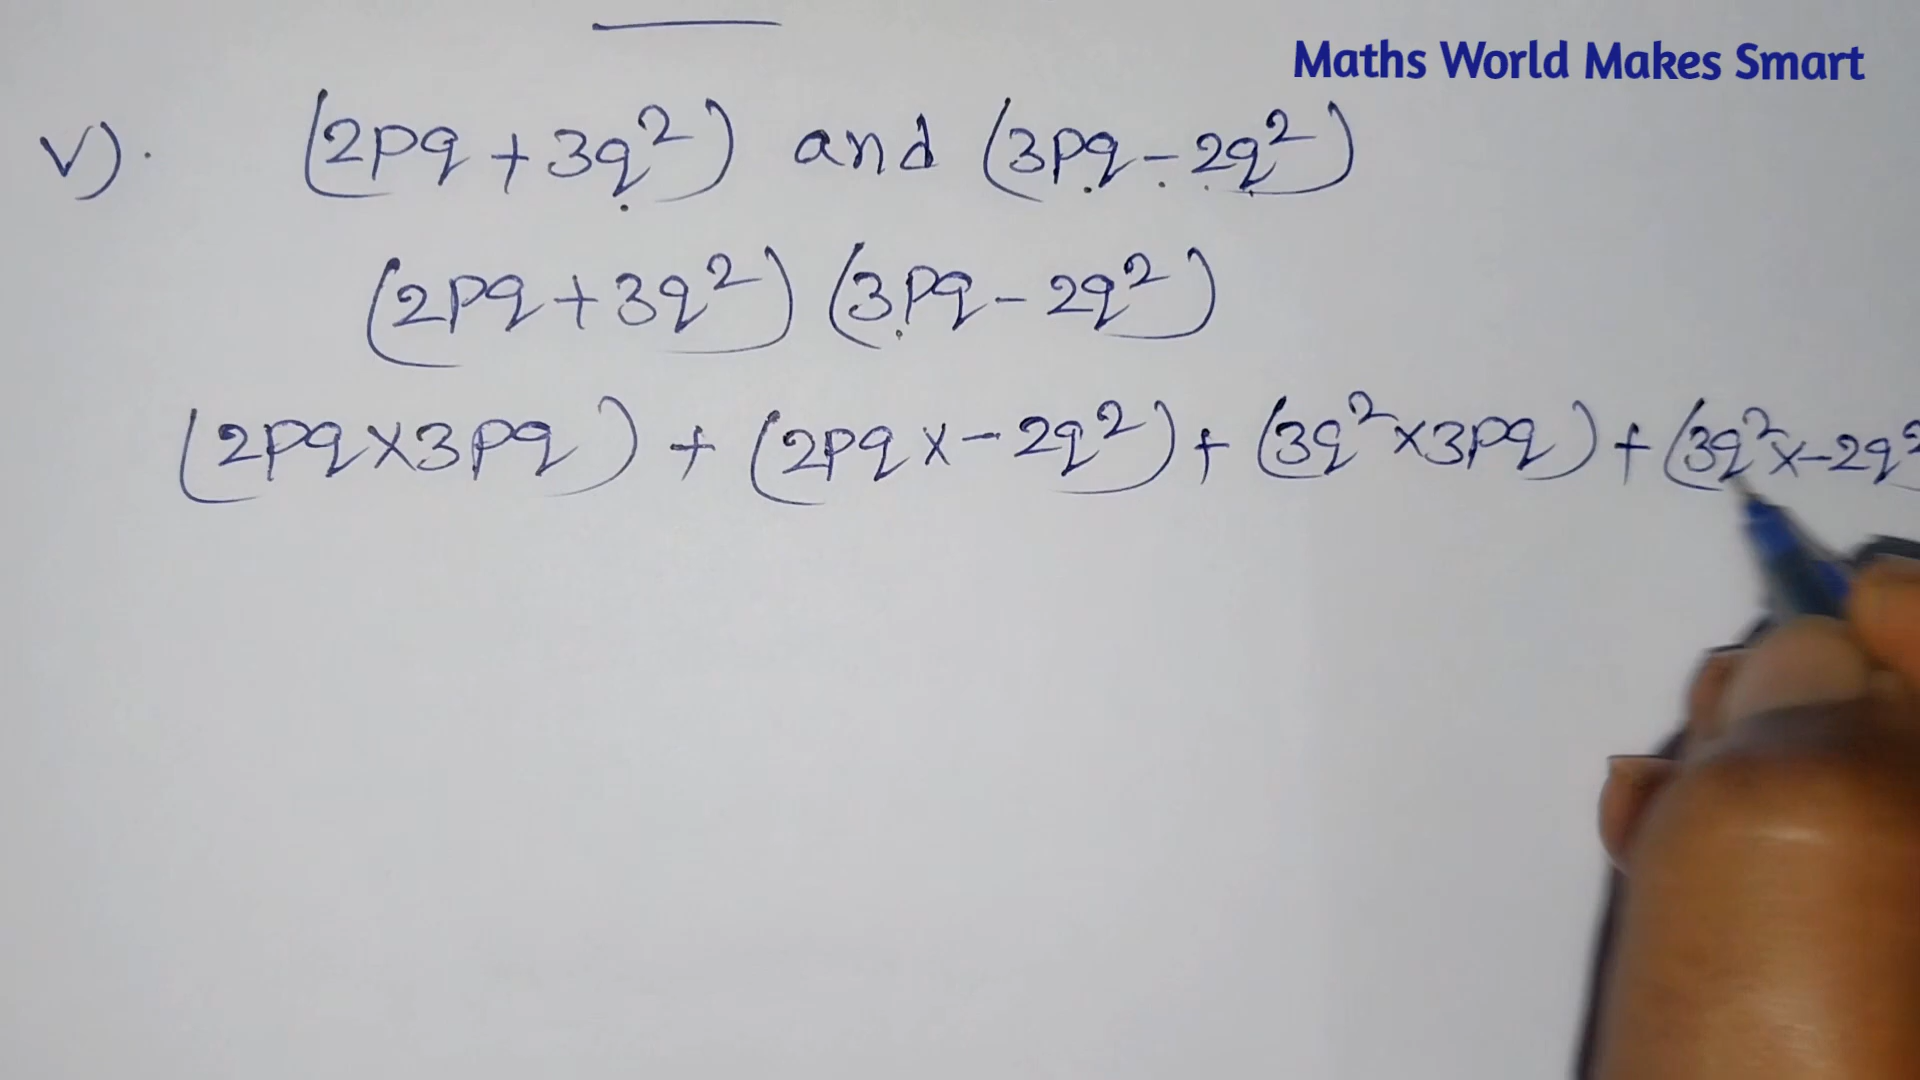 Maths World Makes Smart
v). (2pq + 3q²) and (3pq - 2q²)
(2pq + 3q²) (3pq - 2q²)
(2pq × 3pq) + (2pq × -2q²) + (3q² × 3pq) + (3q² × -2q²